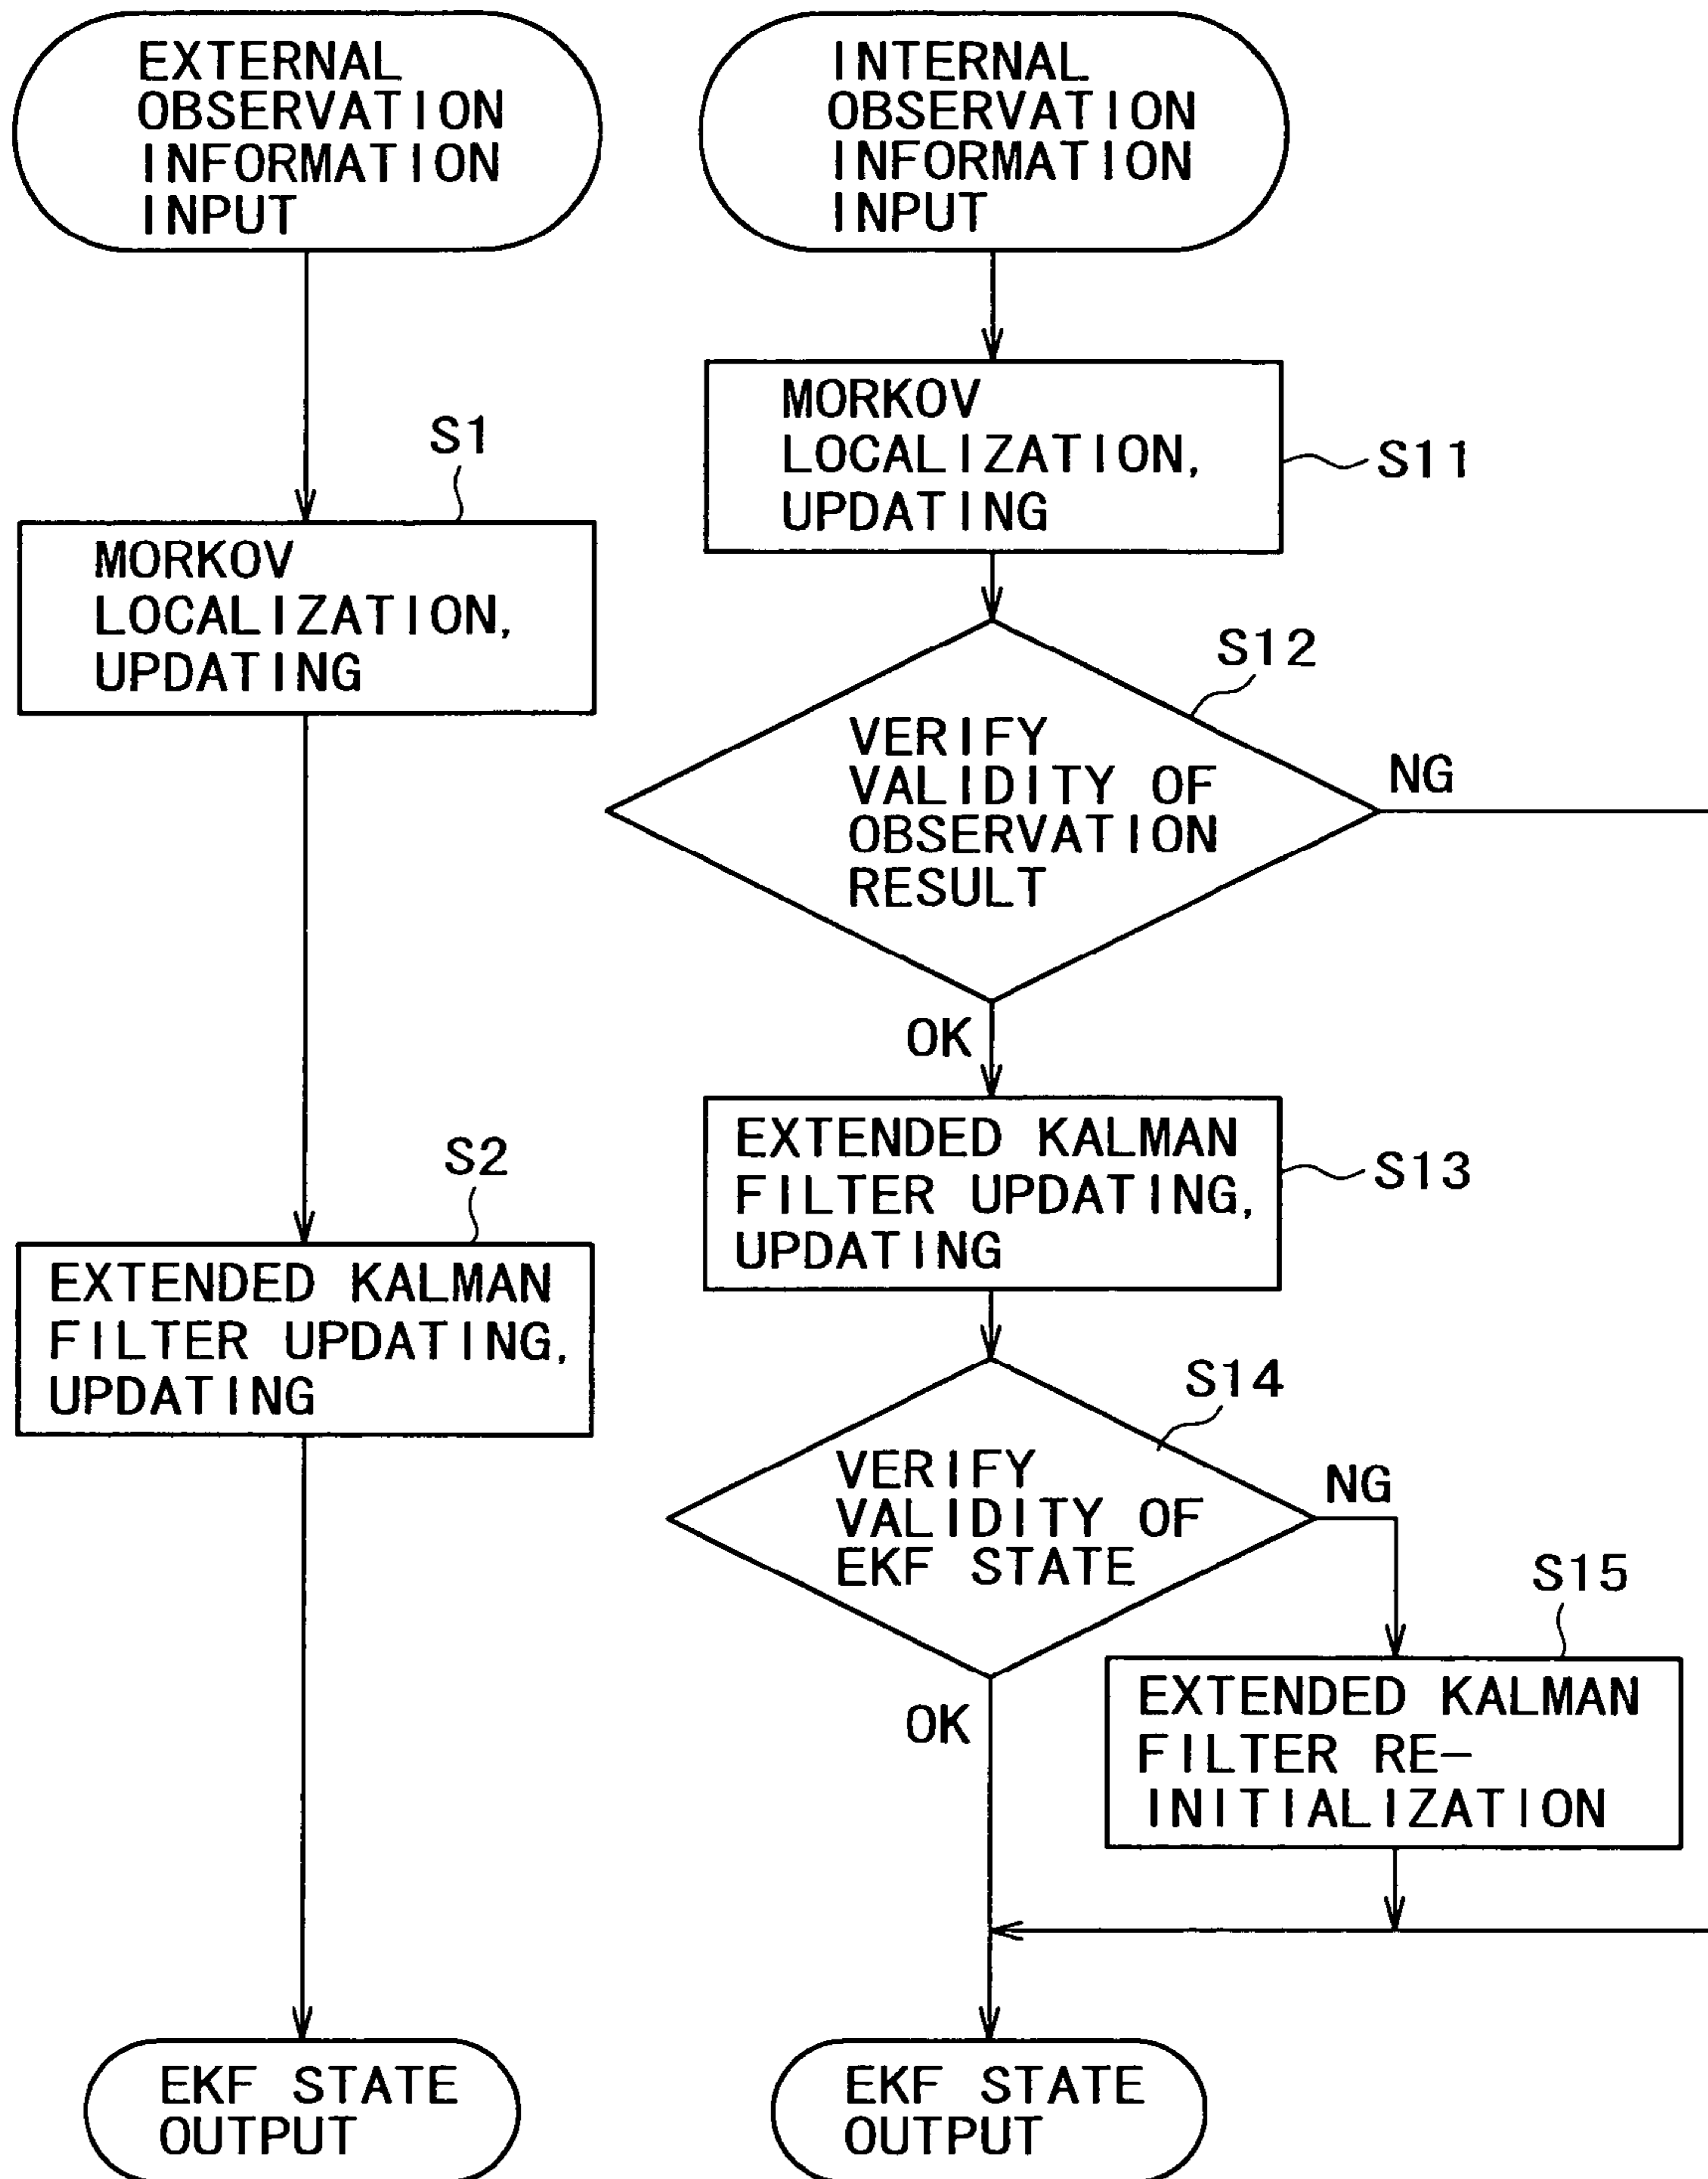 EXTERNAL
OBSERVATION
INFORMATION
INPUT
S1
MORKOV
LOCALIZATION,
UPDATING
S2
EXTENDED KALMAN
FILTER UPDATING,
UPDATING
EKF STATE
OUTPUT
INTERNAL
OBSERVATION
INFORMATION
INPUT
MORKOV
LOCALIZATION,
UPDATING
S11
S12
VERIFY
VALIDITY OF
OBSERVATION
RESULT
NG
OK
EXTENDED KALMAN
FILTER UPDATING,
UPDATING
S13
S14
VERIFY
VALIDITY OF
EKF STATE
NG
OK
S15
EXTENDED KALMAN
FILTER RE-
INITIALIZATION
EKF STATE
OUTPUT